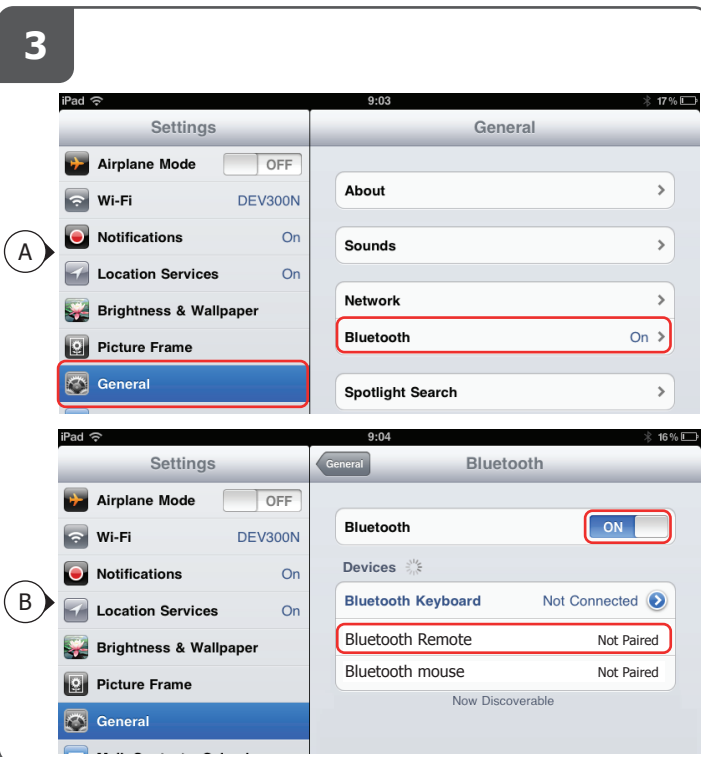 3
iPad 9:03 17%
Settings General
Airplane Mode OFF
About
Wi-Fi DEV300N
Notifications On
Sounds
A
Location Services On
Network
Brightness & Wallpaper
Bluetooth On
Picture Frame
General
Spotlight Search
iPad 9:04 16%
Settings General Bluetooth
Airplane Mode OFF
Bluetooth ON
Wi-Fi DEV300N
Devices
Notifications On
Bluetooth Keyboard Not Connected
B
Location Services On
Bluetooth Remote Not Paired
Brightness & Wallpaper
Bluetooth mouse Not Paired
Picture Frame
Now Discoverable
General